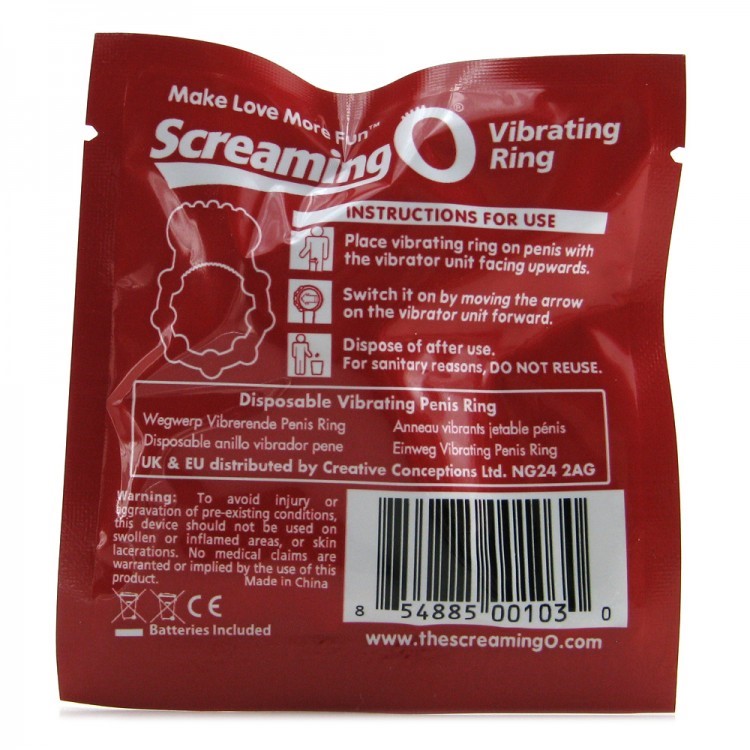 Make Love More Fun™
Screaming O®
Vibrating
Ring
INSTRUCTIONS FOR USE
Place vibrating ring on penis with
the vibrator unit facing upwards.
Switch it on by moving the arrow
on the vibrator unit forward.
Dispose of after use.
For sanitary reasons, DO NOT REUSE.
Disposable Vibrating Penis Ring
Wegwerp Vibrerende Penis Ring
Anneau vibrants jetable pénis
Disposable anillo vibrador pene
Einweg Vibrating Penis Ring
UK & EU distributed by Creative Conceptions Ltd. NG24 2AG
Warning: To avoid injury or
aggravation of pre-existing conditions,
this device should not be used on
swollen or inflamed areas, or skin
lacerations. No medical claims are
warranted or implied by the use of this
product. Made in China
CE
Batteries Included
8 54885 00103 0
www.thescreamingO.com